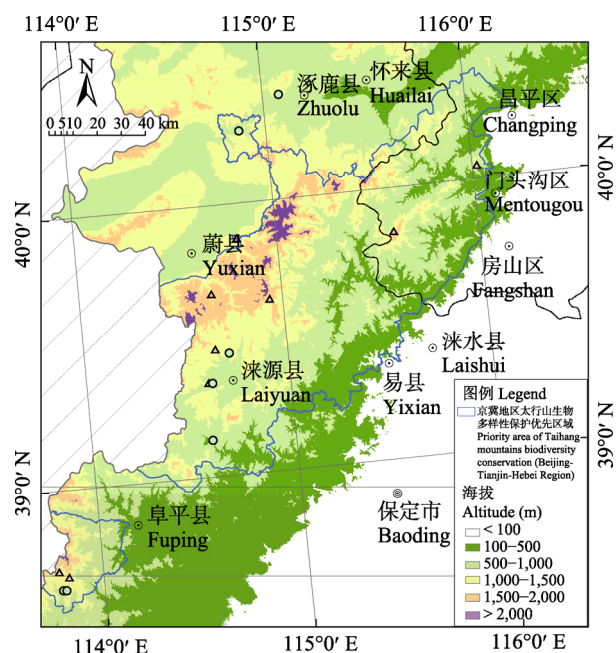 114°0′ E
115°0′ E
116°0′ E
N
0 5 10 20 30 40 km
涿鹿县
Zhuolu
怀来县
Huailai
昌平区
Changping
40°0′ N
40°0′ N
门头沟区
Mentougou
蔚县
Yuxian
房山区
Fangshan
涞水县
Laishui
涞源县
Laiyuan
易县
Yixian
39°0′ N
39°0′ N
阜平县
Fuping
保定市
Baoding
图例 Legend
京冀地区太行山生物
多样性保护优先区域
Priority area of Taihang
mountains biodiversity
conservation (Beijing-
Tianjin-Hebei Region)
海拔
Altitude (m)
< 100
100–500
500–1,000
1,000–1,500
1,500–2,000
> 2,000
114°0′ E
115°0′ E
116°0′ E